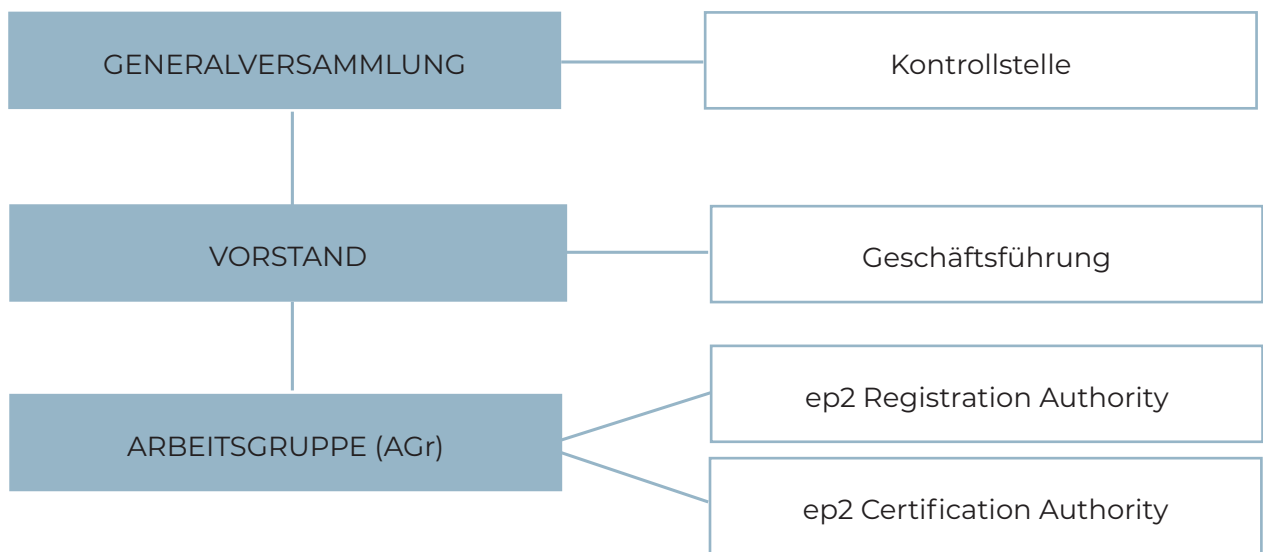 GENERALVERSAMMLUNG
Kontrollstelle
VORSTAND
Geschäftsführung
ARBEITSGRUPPE (AGr)
ep2 Registration Authority
ep2 Certification Authority